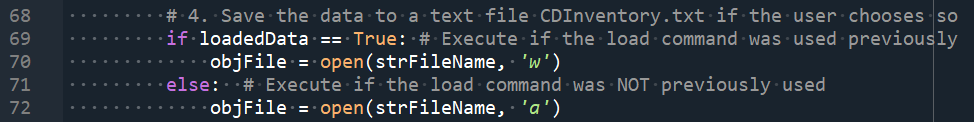 68 # 4. Save the data to a text file CDInventory.txt if the user chooses so
69 if loadedData == True: # Execute if the load command was used previously
70 objFile = open(strFileName, 'w')
71 else: # Execute if the load command was NOT previously used
72 objFile = open(strFileName, 'a')